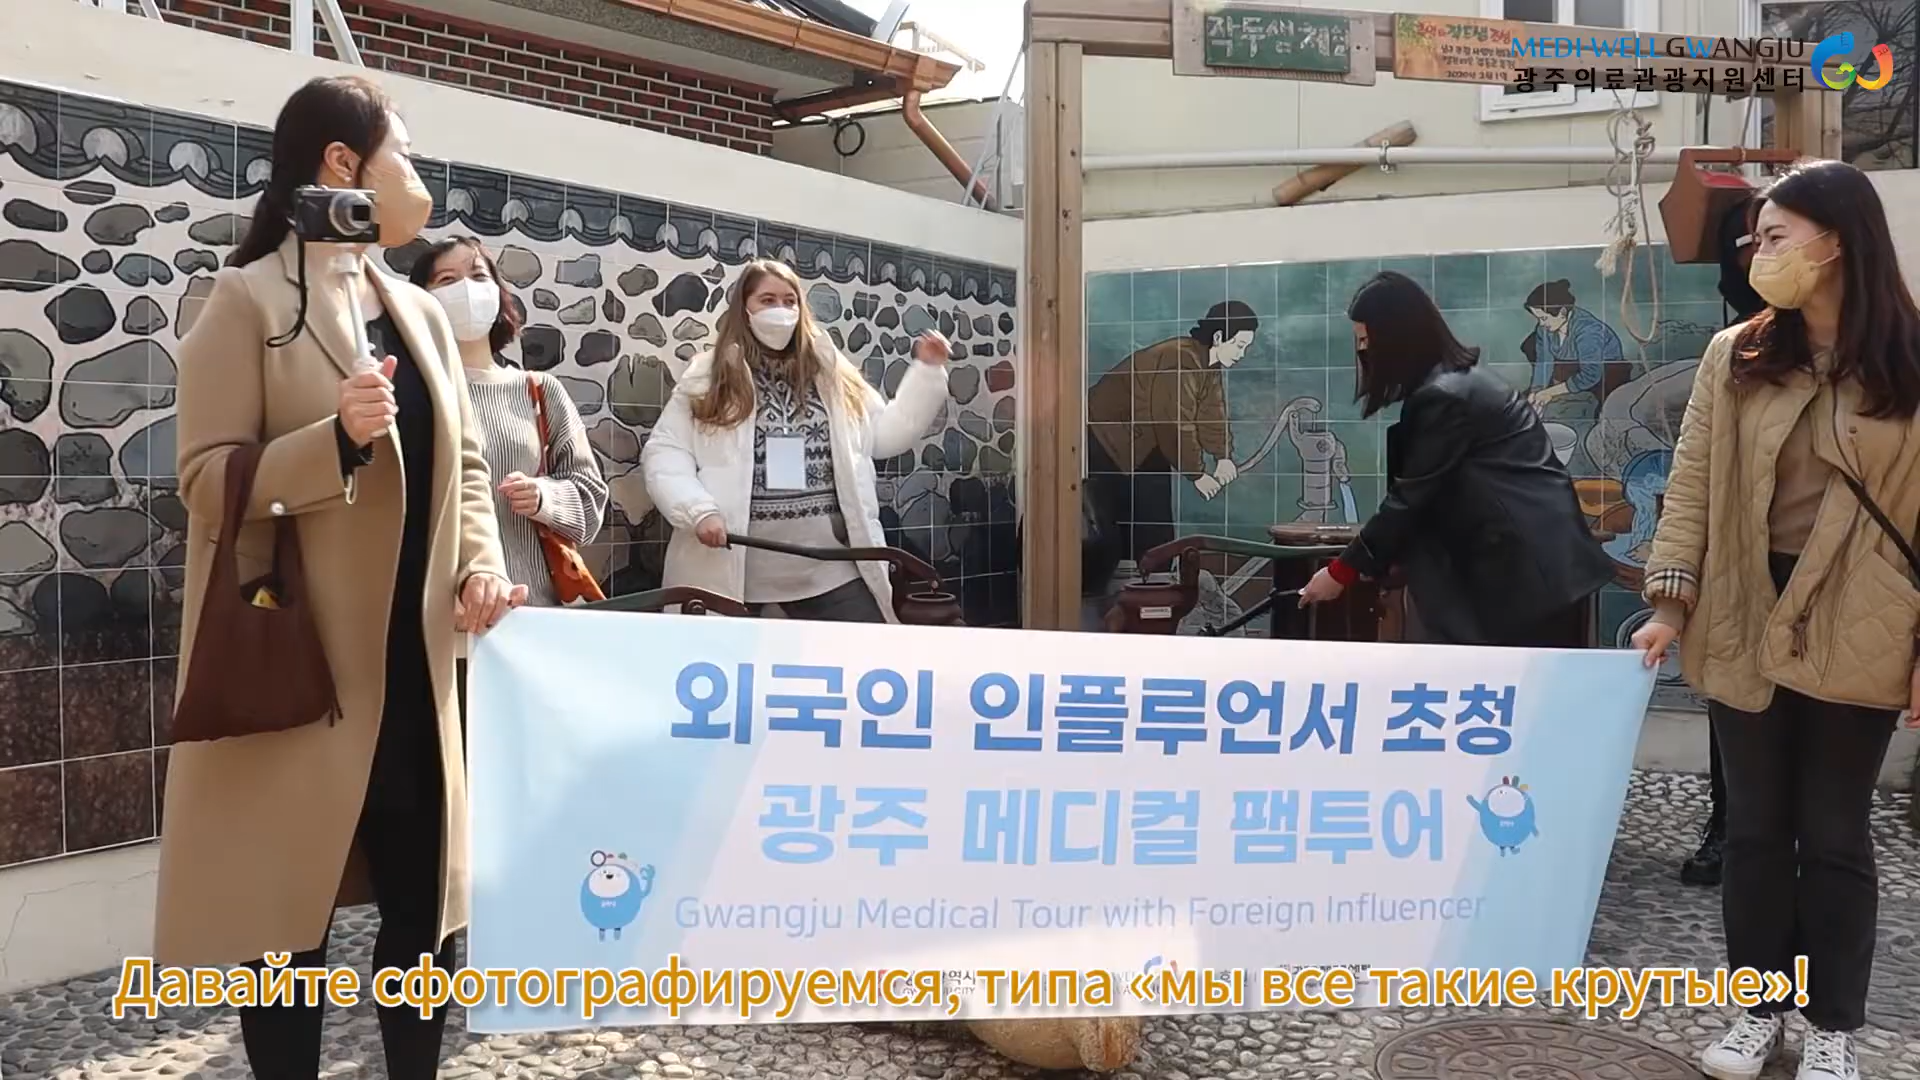 작두샘 체험
MEDI-WELL GWANGJU
광주의료관광지원센터
외국인 인플루언서 초청
광주 메디컬 팸투어
Gwangju Medical Tour with Foreign Influencer
Давайте сфотографируемся, типа «мы все такие крутые»!